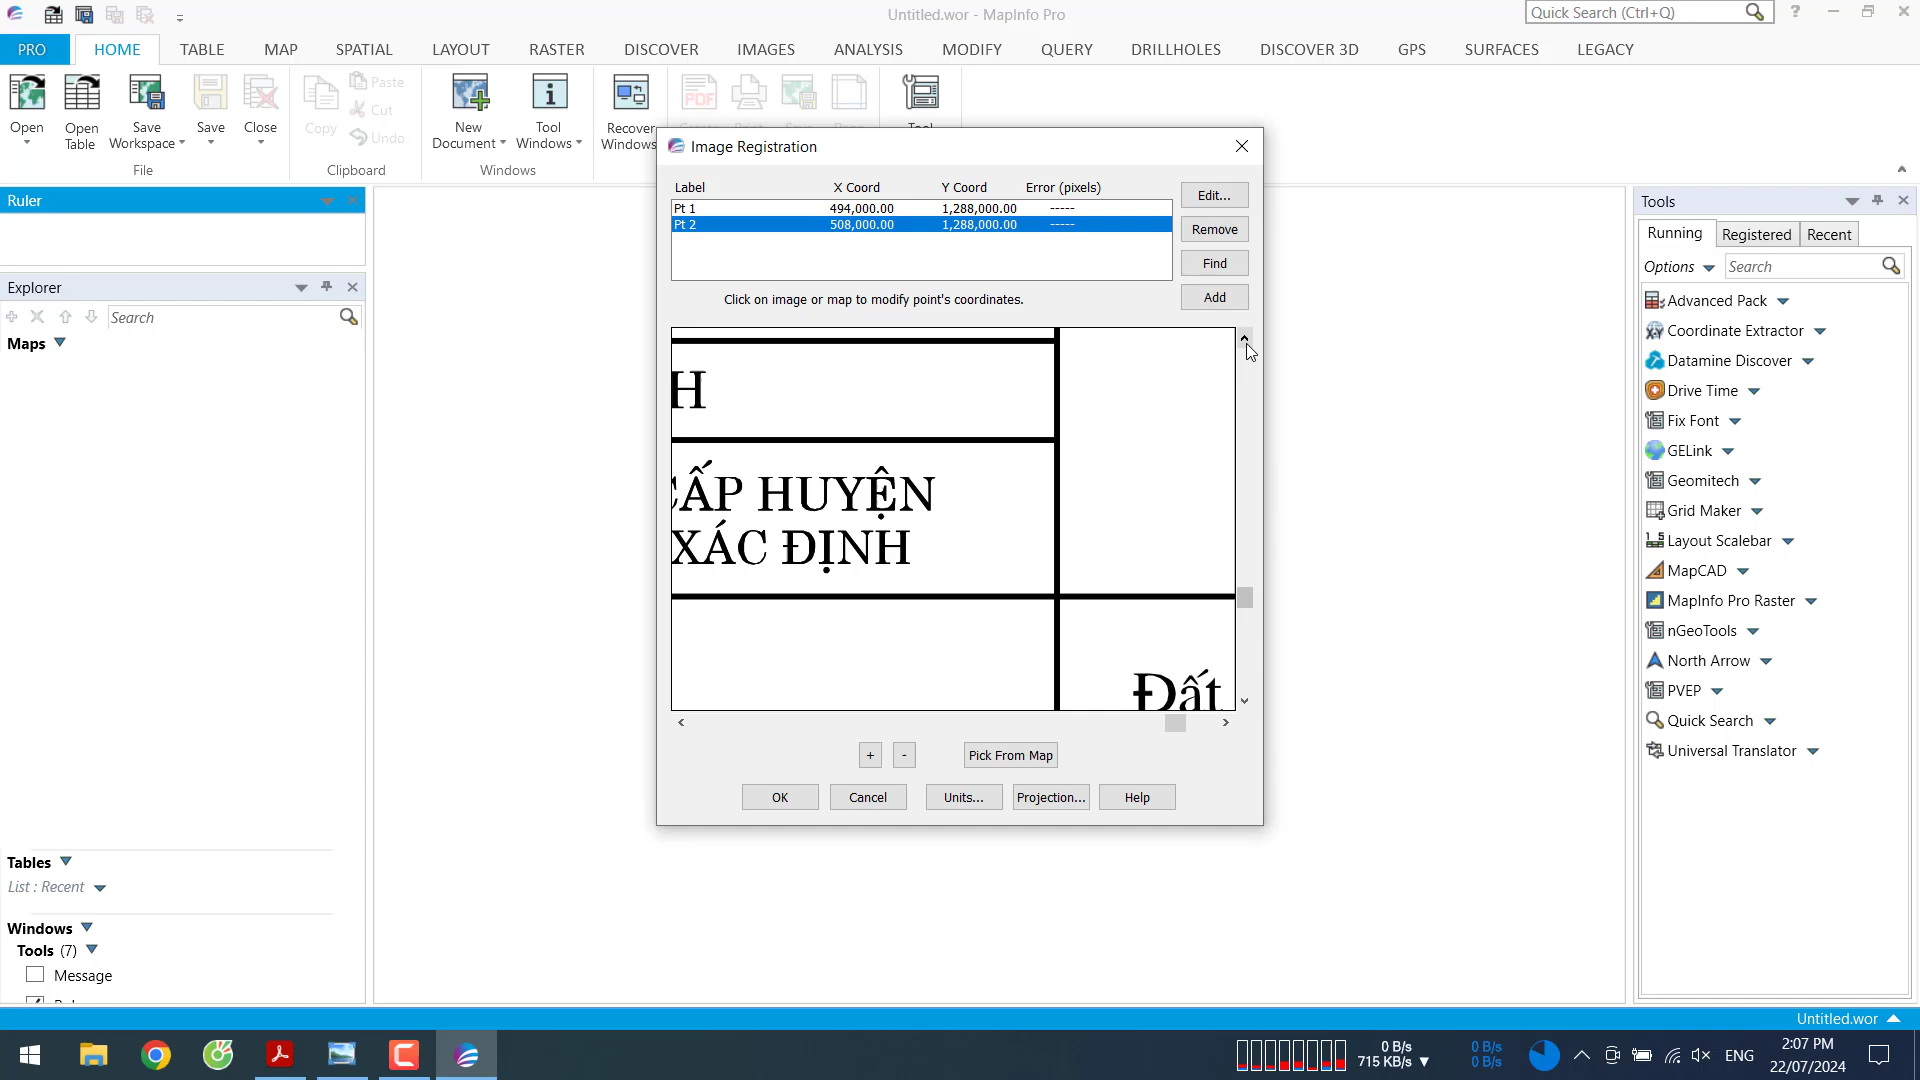 Untitled.wor - MapInfo Pro
Quick Search (Ctrl+Q)
PRO HOME TABLE MAP SPATIAL LAYOUT RASTER DISCOVER IMAGES ANALYSIS MODIFY QUERY DRILLHOLES DISCOVER 3D GPS SURFACES LEGACY
Open
Open Table
Save Workspace
Save
Close
File
Copy
Paste
Cut
Undo
Clipboard
New Document
Tool Windows
Windows
Recover Windows
PDF
Ruler
Explorer
Search
Maps
Tables
List : Recent
Windows
Tools (7)
Message
Image Registration
Label X Coord Y Coord Error (pixels)
Pt 1 494,000.00 1,288,000.00 -----
Pt 2 508,000.00 1,288,000.00 -----
Edit...
Remove
Find
Add
Click on image or map to modify point's coordinates.
H
CẤP HUYỆN
XÁC ĐỊNH
Đất
+ - Pick From Map
OK Cancel Units... Projection... Help
Tools
Running Registered Recent
Options Search
Advanced Pack
Coordinate Extractor
Datamine Discover
Drive Time
Fix Font
GELink
Geomitech
Grid Maker
Layout Scalebar
MapCAD
MapInfo Pro Raster
nGeoTools
North Arrow
PVEP
Quick Search
Universal Translator
Untitled.wor
0 B/s
715 KB/s
0 B/s
0 B/s
ENG
2:07 PM
22/07/2024